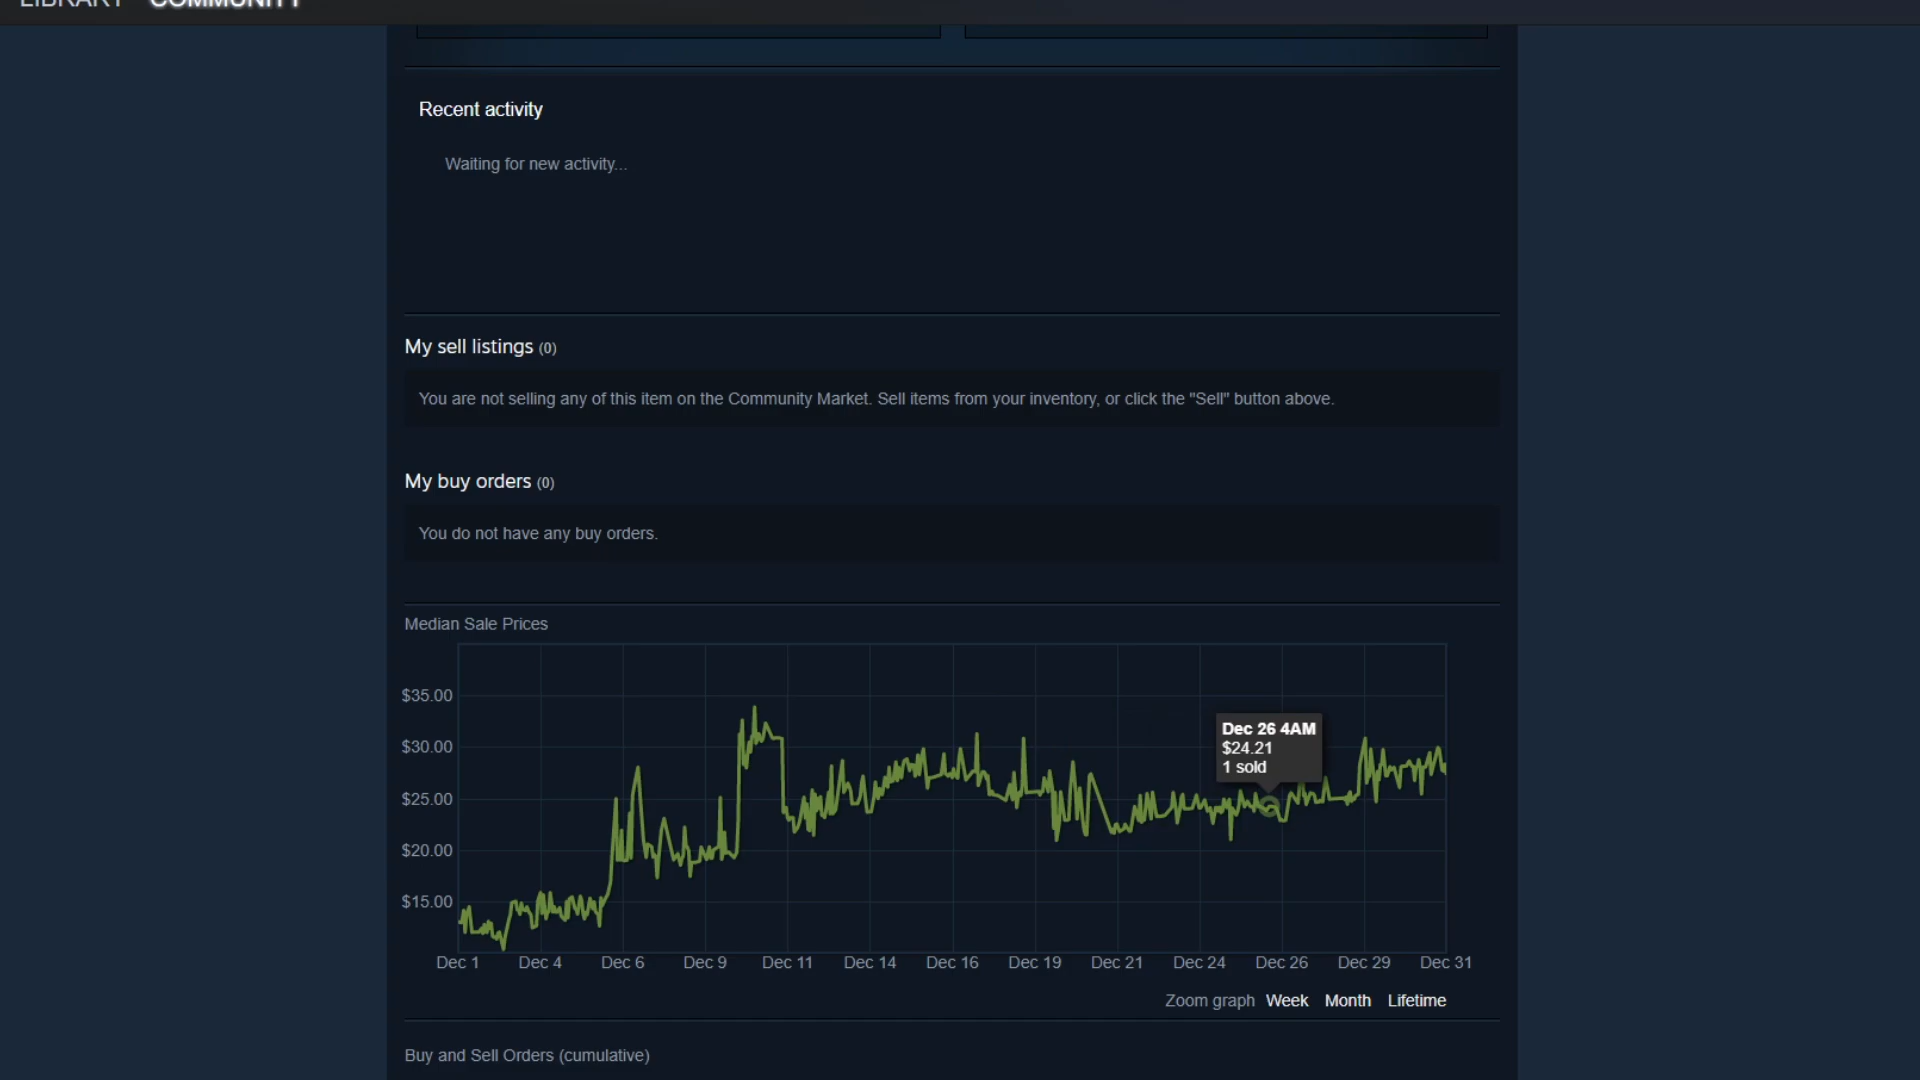 LIBRARY COMMUNITY
Recent activity
Waiting for new activity...
My sell listings (0)
You are not selling any of this item on the Community Market. Sell items from your inventory, or click the "Sell" button above.
My buy orders (0)
You do not have any buy orders.
Median Sale Prices
$35.00
$30.00
$25.00
$20.00
$15.00
Dec 26 4AM
$24.21
1 sold
Dec 1 Dec 4 Dec 6 Dec 9 Dec 11 Dec 14 Dec 16 Dec 19 Dec 21 Dec 24 Dec 26 Dec 29 Dec 31
Zoom graph Week Month Lifetime
Buy and Sell Orders (cumulative)